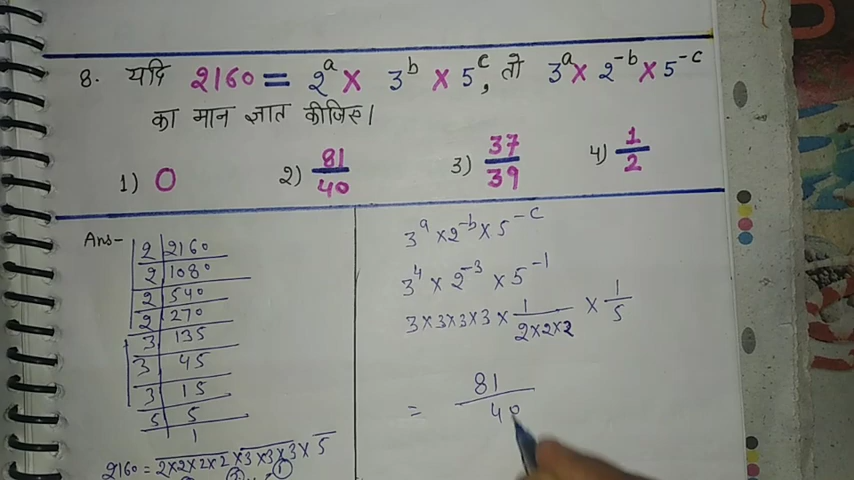 8. यदि 2160 = 2^a × 3^b × 5^c, तो 3^a × 2^-b × 5^-c
का मान ज्ञात कीजिए।
1) 0 2) 81/40 3) 37/39 4) 1/2
Ans-
2 | 2160
2 | 1080
2 | 540
2 | 270
3 | 135
3 | 45
3 | 15
5 | 5
1
2160 = 2×2×2×2×3×3×3×5
3^a × 2^-b × 5^-c
3^4 × 2^-3 × 5^-1
3×3×3×3 × 1/2×2×2 × 1/5
= 81/40